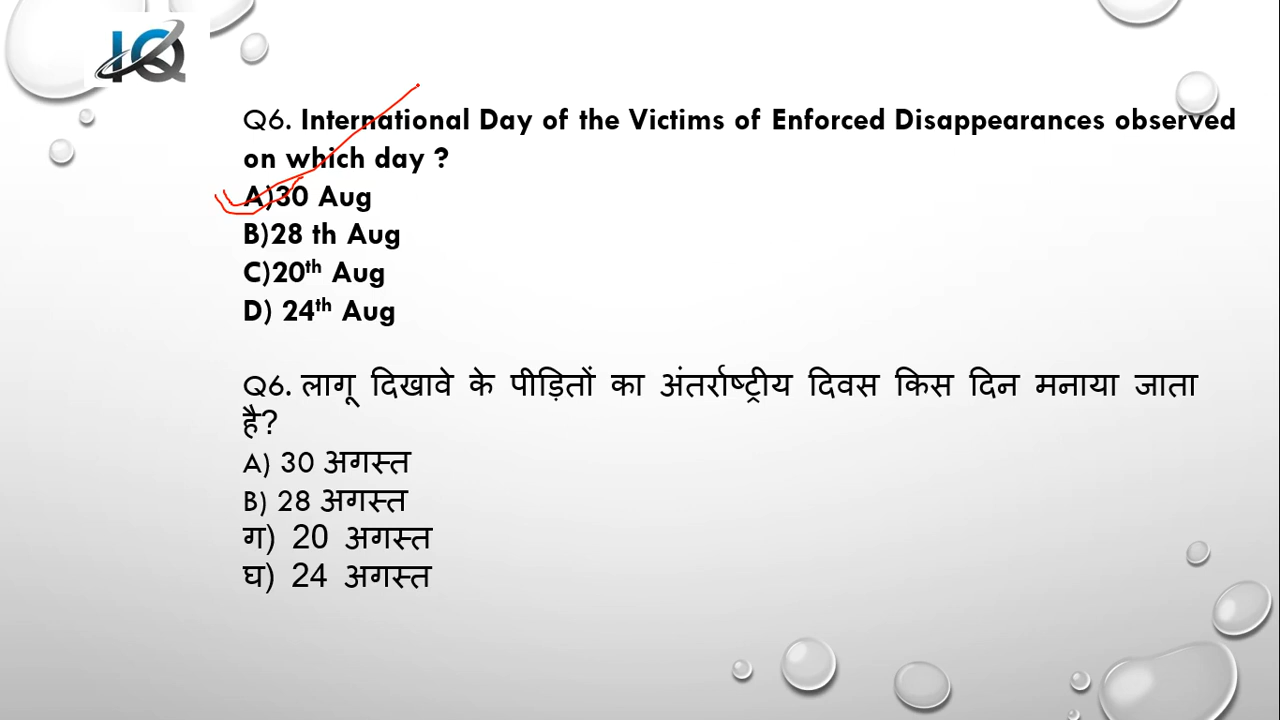 IQ
Q6. International Day of the Victims of Enforced Disappearances observed
on which day ?
A)30 Aug
B)28 th Aug
C)20th Aug
D) 24th Aug
Q6. लागू दिखावे के पीड़ितों का अंतर्राष्ट्रीय दिवस किस दिन मनाया जाता
है?
A) 30 अगस्त
B) 28 अगस्त
ग) 20 अगस्त
घ) 24 अगस्त